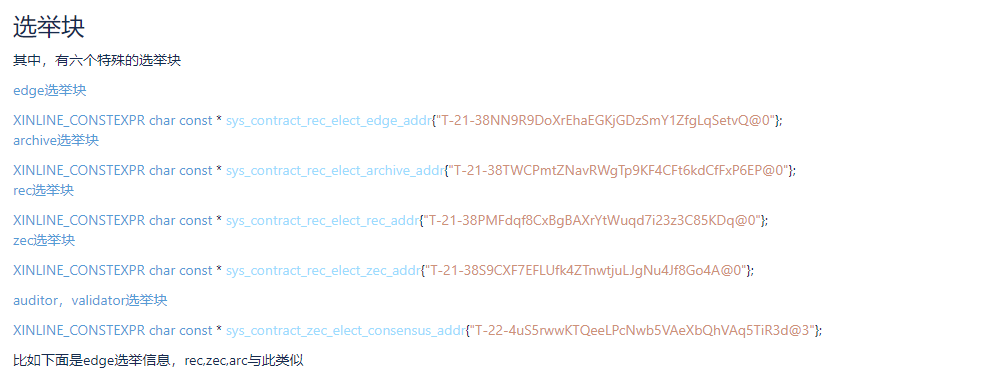 选举块
其中，有六个特殊的选举块
edge选举块
XINLINE_CONSTEXPR char const * sys_contract_rec_elect_edge_addr{"T-21-38NN9R9DoXrEhaEGKjGDzSmY1ZfgLqSetvQ@0"};
archive选举块
XINLINE_CONSTEXPR char const * sys_contract_rec_elect_archive_addr{"T-21-38TWCPmtZNavRWgTp9KF4CFt6kdCfFxP6EP@0"};
rec选举块
XINLINE_CONSTEXPR char const * sys_contract_rec_elect_rec_addr{"T-21-38PMFdqf8CxBgBAXrYtWuqd7i23z3C85KDq@0"};
zec选举块
XINLINE_CONSTEXPR char const * sys_contract_rec_elect_zec_addr{"T-21-38S9CXF7EFLUfk4ZTnwtjuLJgNu4Jf8Go4A@0"};
auditor，validator选举块
XINLINE_CONSTEXPR char const * sys_contract_zec_elect_consensus_addr{"T-22-4uS5rwwKTQeeLPcNwb5VAeXbQhVAq5TiR3d@3"};
比如下面是edge选举信息，rec,zec,arc与此类似